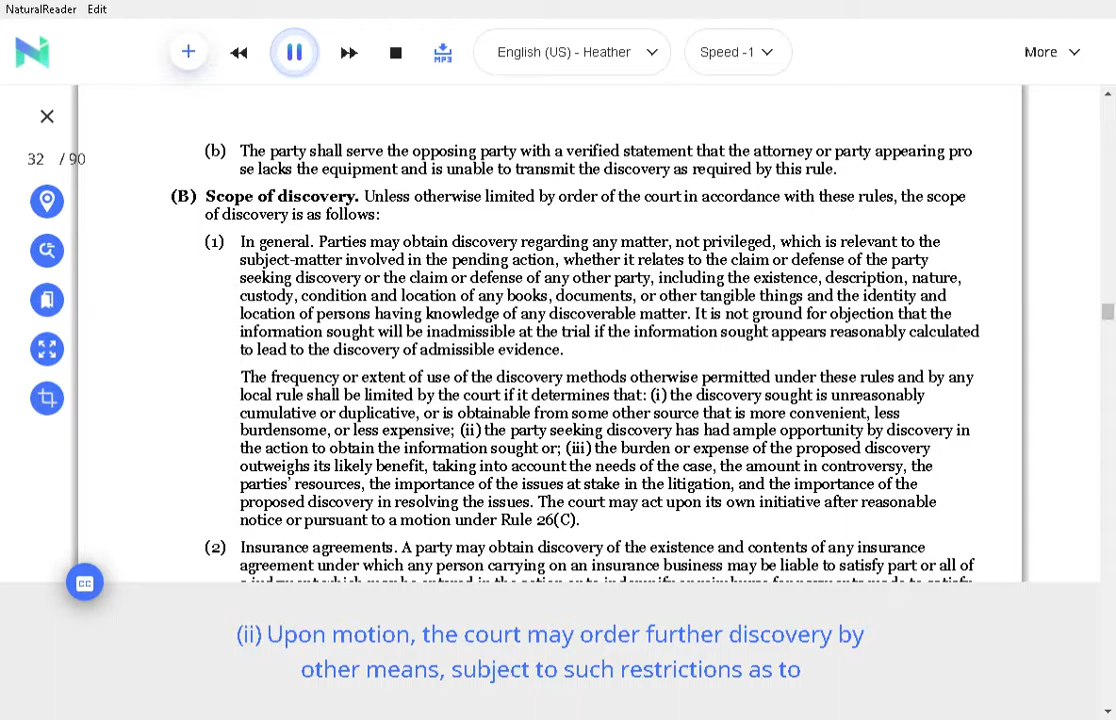 NaturalReader Edit
MP3 English (US) - Heather Speed -1 More
32 / 90
(b) The party shall serve the opposing party with a verified statement that the attorney or party appearing pro
se lacks the equipment and is unable to transmit the discovery as required by this rule.
(B) Scope of discovery. Unless otherwise limited by order of the court in accordance with these rules, the scope
of discovery is as follows:
(1) In general. Parties may obtain discovery regarding any matter, not privileged, which is relevant to the
subject-matter involved in the pending action, whether it relates to the claim or defense of the party
seeking discovery or the claim or defense of any other party, including the existence, description, nature,
custody, condition and location of any books, documents, or other tangible things and the identity and
location of persons having knowledge of any discoverable matter. It is not ground for objection that the
information sought will be inadmissible at the trial if the information sought appears reasonably calculated
to lead to the discovery of admissible evidence.
The frequency or extent of use of the discovery methods otherwise permitted under these rules and by any
local rule shall be limited by the court if it determines that: (i) the discovery sought is unreasonably
cumulative or duplicative, or is obtainable from some other source that is more convenient, less
burdensome, or less expensive; (ii) the party seeking discovery has had ample opportunity by discovery in
the action to obtain the information sought or; (iii) the burden or expense of the proposed discovery
outweighs its likely benefit, taking into account the needs of the case, the amount in controversy, the
parties' resources, the importance of the issues at stake in the litigation, and the importance of the
proposed discovery in resolving the issues. The court may act upon its own initiative after reasonable
notice or pursuant to a motion under Rule 26(C).
(2) Insurance agreements. A party may obtain discovery of the existence and contents of any insurance
agreement under which any person carrying on an insurance business may be liable to satisfy part or all of
CC
(ii) Upon motion, the court may order further discovery by
other means, subject to such restrictions as to